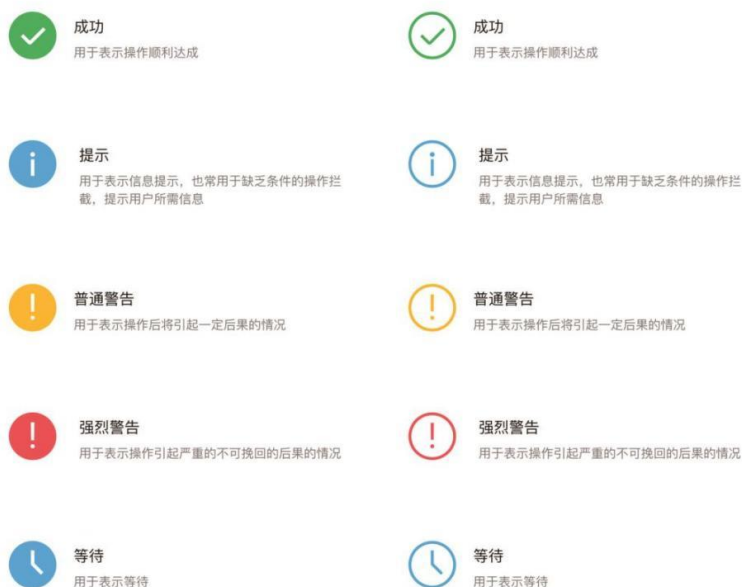 成功
用于表示操作顺利达成
成功
用于表示操作顺利达成
提示
用于表示信息提示，也常用于缺乏条件的操作拦
截，提示用户所需信息
提示
用于表示信息提示，也常用于缺乏条件的操作拦
截，提示用户所需信息
普通警告
用于表示操作后将引起一定后果的情况
普通警告
用于表示操作后将引起一定后果的情况
强烈警告
用于表示操作引起严重的不可挽回的后果的情况
强烈警告
用于表示操作引起严重的不可挽回的后果的情况
等待
用于表示等待
等待
用于表示等待